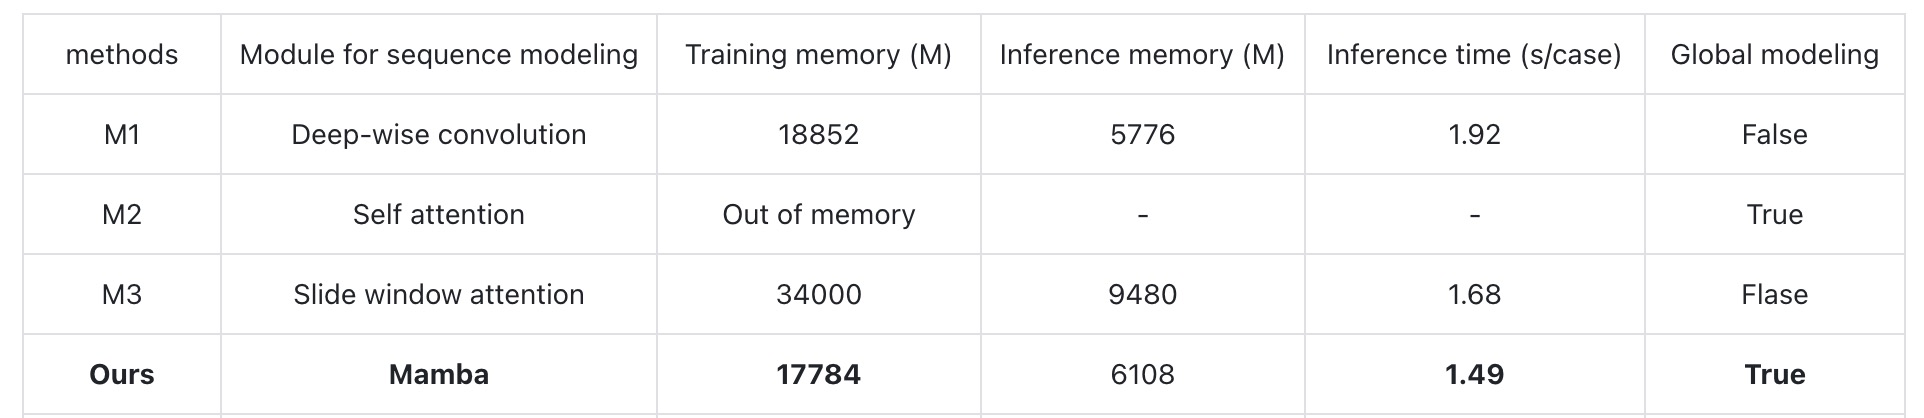 methods Module for sequence modeling Training memory (M) Inference memory (M) Inference time (s/case) Global modeling
M1 Deep-wise convolution 18852 5776 1.92 False
M2 Self attention Out of memory - - True
M3 Slide window attention 34000 9480 1.68 Flase
Ours Mamba 17784 6108 1.49 True